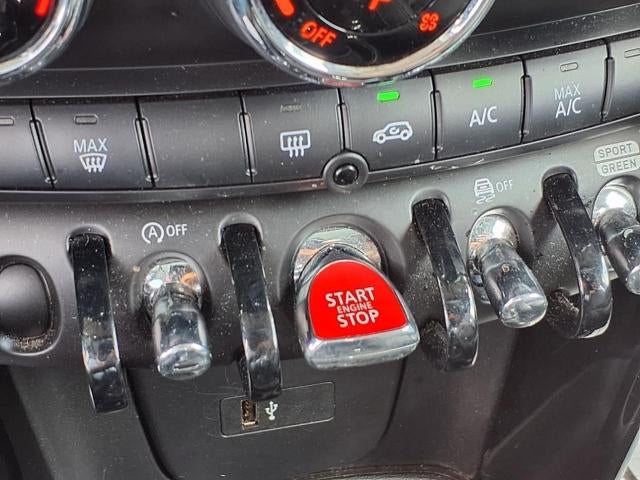 OFF
MAX
A/C
MAX
A/C
SPORT
GREEN
A OFF
OFF
START
ENGINE
STOP